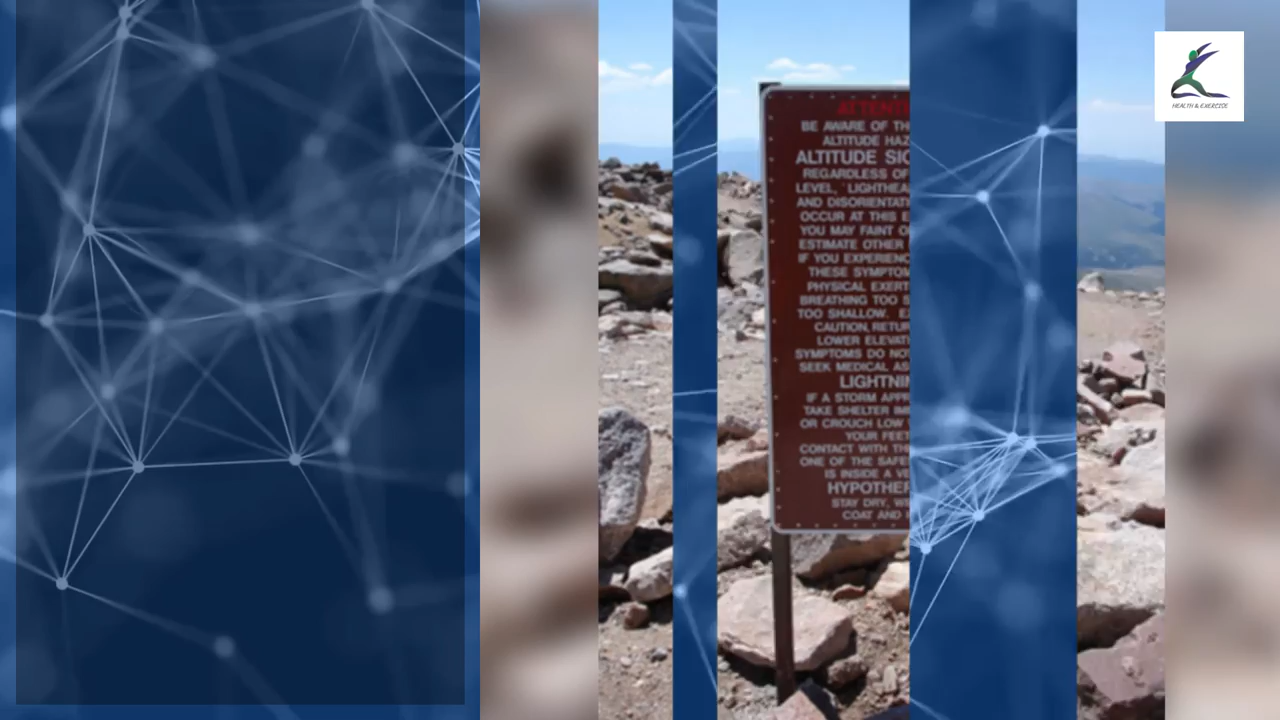 ATTENTI
BE AWARE OF TH
ALTITUDE HAZ
ALTITUDE SIC
REGARDLESS OF
LEVEL, LIGHTHEA
AND DISORIENTATI
OCCUR AT THIS E
YOU MAY FAINT O
ESTIMATE OTHER
IF YOU EXPERIENC
THESE SYMPTOM
PHYSICAL EXERT
BREATHING TOO S
TOO SHALLOW. E
CAUTION, RETUR
LOWER ELEVATI
SYMPTOMS DO NOT
SEEK MEDICAL AS
LIGHTNIN
IF A STORM APPR
TAKE SHELTER IM
OR CROUCH LOW
YOUR FEET
CONTACT WITH TH
ONE OF THE SAFE
IS INSIDE A VE
HYPOTHER
STAY DRY, WE
COAT AND
HEALTH & EXERCISE